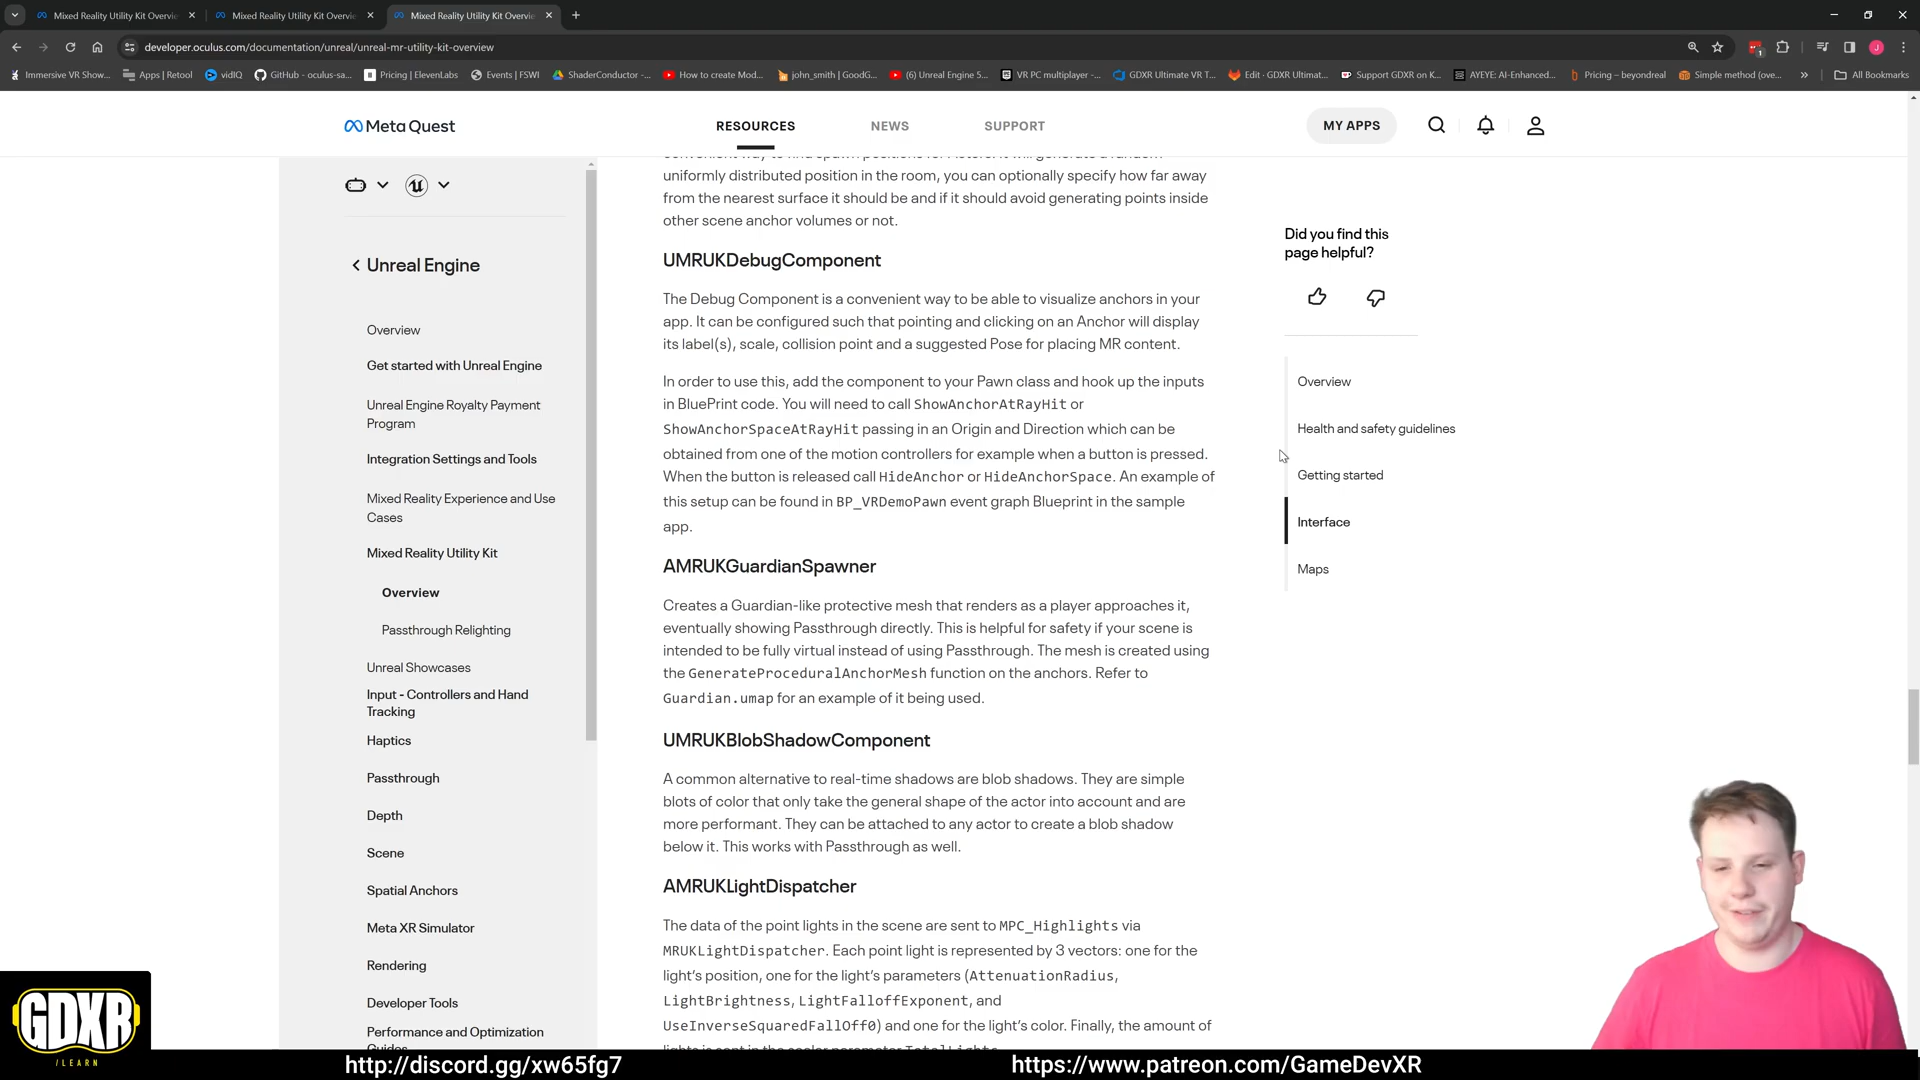 Mixed Reality Utility Kit Overvie
Mixed Reality Utility Kit Overvie
Mixed Reality Utility Kit Overvie
developer.oculus.com/documentation/unreal/unreal-mr-utility-kit-overview
Immersive VR Show...
Apps | Retool
vidIQ
GitHub - oculus-sa...
Pricing | ElevenLabs
Events | FSWI
ShaderConductor -...
How to create Mod...
john_smith | GoodG...
(6) Unreal Engine 5...
VR PC multiplayer -...
GDXR Ultimate VR T...
Edit · GDXR Ultimat...
Support GDXR on K...
AYEYE: AI-Enhanced...
Pricing – beyondreal
Simple method (ove...
All Bookmarks
Meta Quest
RESOURCES
NEWS
SUPPORT
MY APPS
Unreal Engine
Overview
Get started with Unreal Engine
Unreal Engine Royalty Payment
Program
Integration Settings and Tools
Mixed Reality Experience and Use
Cases
Mixed Reality Utility Kit
Overview
Passthrough Relighting
Unreal Showcases
Input - Controllers and Hand
Tracking
Haptics
Passthrough
Depth
Scene
Spatial Anchors
Meta XR Simulator
Rendering
Developer Tools
Performance and Optimization
Guides
uniformly distributed position in the room, you can optionally specify how far away
from the nearest surface it should be and if it should avoid generating points inside
other scene anchor volumes or not.
UMRUKDebugComponent
The Debug Component is a convenient way to be able to visualize anchors in your
app. It can be configured such that pointing and clicking on an Anchor will display
its label(s), scale, collision point and a suggested Pose for placing MR content.
In order to use this, add the component to your Pawn class and hook up the inputs
in BluePrint code. You will need to call ShowAnchorAtRayHit or
ShowAnchorSpaceAtRayHit passing in an Origin and Direction which can be
obtained from one of the motion controllers for example when a button is pressed.
When the button is released call HideAnchor or HideAnchorSpace. An example of
this setup can be found in BP_VRDemoPawn event graph Blueprint in the sample
app.
AMRUKGuardianSpawner
Creates a Guardian-like protective mesh that renders as a player approaches it,
eventually showing Passthrough directly. This is helpful for safety if your scene is
intended to be fully virtual instead of using Passthrough. The mesh is created using
the GenerateProceduralAnchorMesh function on the anchors. Refer to
Guardian.umap for an example of it being used.
UMRUKBlobShadowComponent
A common alternative to real-time shadows are blob shadows. They are simple
blots of color that only take the general shape of the actor into account and are
more performant. They can be attached to any actor to create a blob shadow
below it. This works with Passthrough as well.
AMRUKLightDispatcher
The data of the point lights in the scene are sent to MPC_Highlights via
MRUKLightDispatcher. Each point light is represented by 3 vectors: one for the
light's position, one for the light's parameters (AttenuationRadius,
LightBrightness, LightFalloffExponent, and
UseInverseSquaredFallOff0) and one for the light's color. Finally, the amount of
Did you find this
page helpful?
Overview
Health and safety guidelines
Getting started
Interface
Maps
GDXR
/LEARN
http://discord.gg/xw65fg7
https://www.patreon.com/GameDevXR